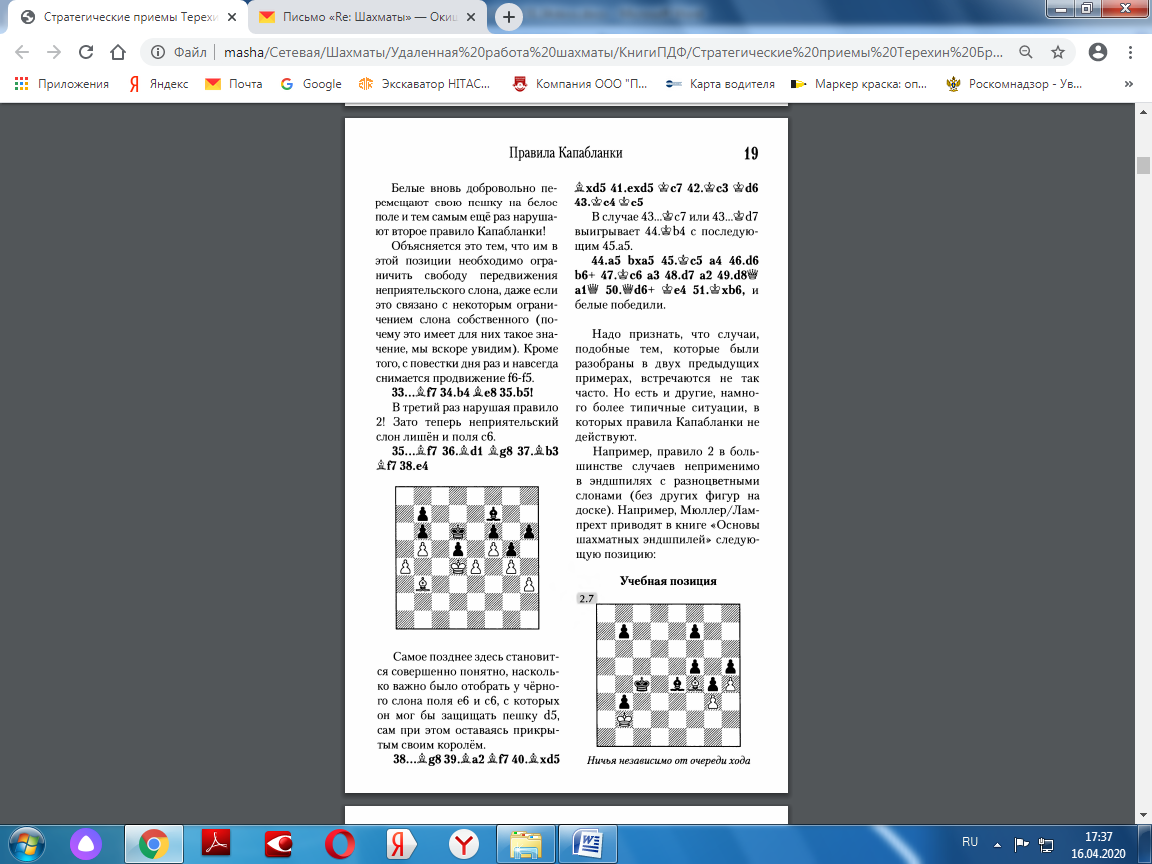 Стратегические приемы Терехи
Письмо «Re: Шахматы» — Окиш
Файл | masha/Сетевая/Шахматы/Удаленная%20работа%20шахматы/КнигиПДФ/Стратегические%20приемы%20Терехин%20Бр...
Приложения Яндекс Почта Google Экскаватор HITAC... Компания ООО "П... Карта водителя Маркер краска: оп... Роскомнадзор - Ув... »
Правила Капабланки 19
Белые вновь добровольно пе-
ремещают свою пешку на белое
поле и тем самым ещё раз наруша-
ют второе правило Капабланки!
Объясняется это тем, что им в
этой позиции необходимо огра-
ничить свободу передвижения
неприятельского слона, даже если
это связано с некоторым ограни-
чением слона собственного (по-
чему это имеет для них такое зна-
чение, мы вскоре увидим). Кроме
того, с повестки дня раз и навсегда
снимается продвижение f6-f5.
33...♗f7 34.b4 ♗e8 35.b5!
В третий раз нарушая правило
2! Зато теперь неприятельский
слон лишён и поля c6.
35...♗f7 36.♗d1 ♗g8 37.♗b3
♗f7 38.e4
Самое позднее здесь становит-
ся совершенно понятно, насколь-
ко важно было отобрать у чёрно-
го слона поля e6 и c6, с которых
он мог бы защищать пешку d5,
сам при этом оставаясь прикры-
тым своим королём.
38...♗g8 39.♗a2 ♗f7 40.♗xd5
♗xd5 41.exd5 ♔c7 42.♔c3 ♔d6
43.♔c4 ♔e5
В случае 43...♔c7 или 43...♔d7
выигрывает 44.♔b4 с последую-
щим 45.a5.
44.a5 bxa5 45.♔c5 a4 46.d6
b6+ 47.♔c6 a3 48.d7 a2 49.d8♕
a1♕ 50.♕d6+ ♔e4 51.♔xb6, и
белые победили.
Надо признать, что случаи,
подобные тем, которые были
разобраны в двух предыдущих
примерах, встречаются не так
часто. Но есть и другие, намно-
го более типичные ситуации, в
которых правила Капабланки не
действуют.
Например, правило 2 в боль-
шинстве случаев неприменимо
в эндшпилях с разноцветными
слонами (без других фигур на
доске). Например, Мюллер/Лам-
прехт приводят в книге «Основы
шахматных эндшпилей» следую-
щую позицию:
Учебная позиция
2.7
Ничья независимо от очереди хода
RU
17:37
16.04.2020